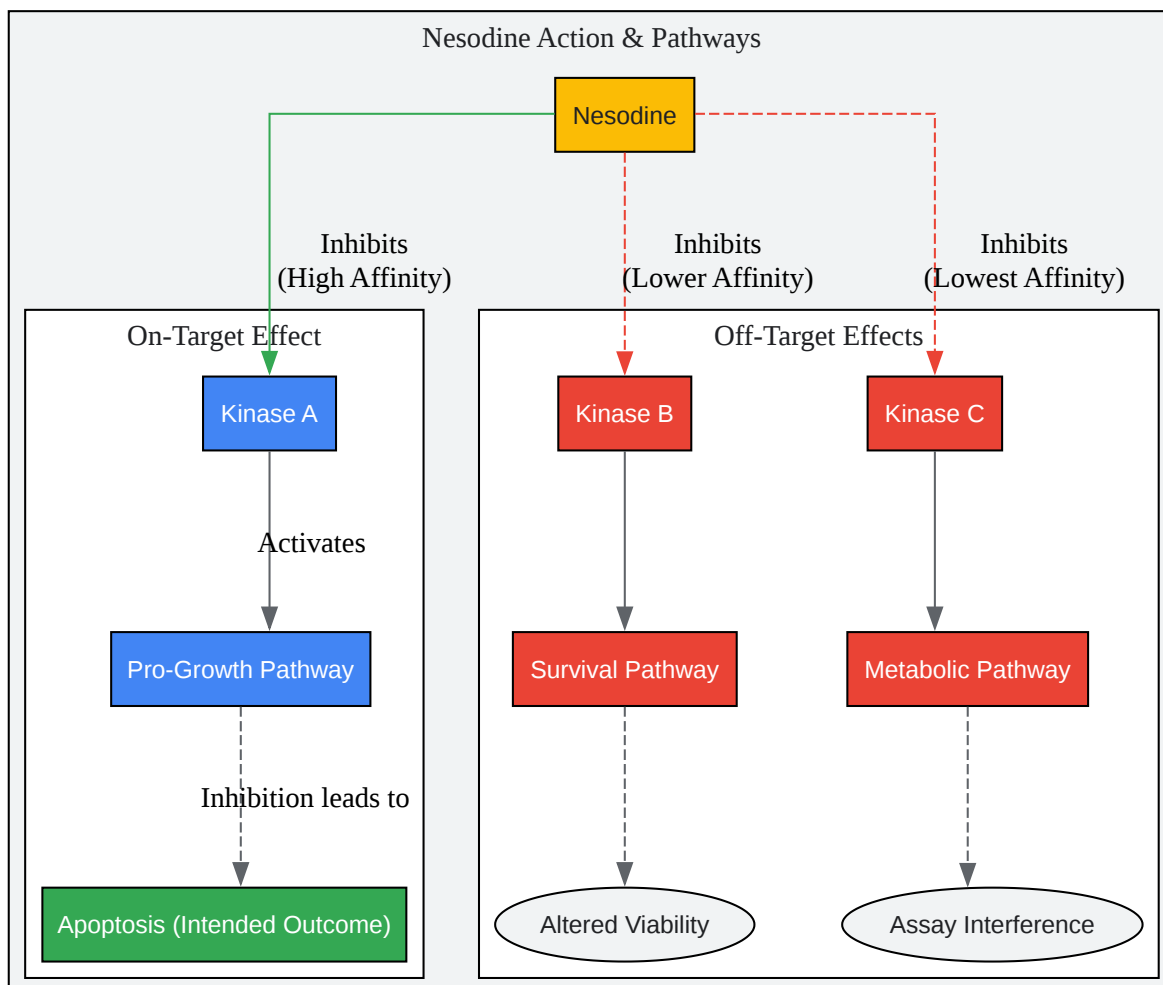 Nesodine Action & Pathways
Nesodine
Inhibits
(High Affinity)
Inhibits
(Lower Affinity)
Inhibits
(Lowest Affinity)
On-Target Effect
Off-Target Effects
Kinase A
Kinase B
Kinase C
Activates
Pro-Growth Pathway
Survival Pathway
Metabolic Pathway
Inhibition leads to
Apoptosis (Intended Outcome)
Altered Viability
Assay Interference